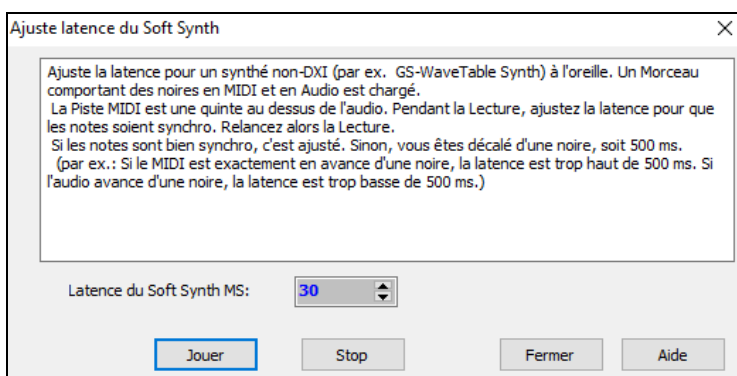 Ajuste latence du Soft Synth
Ajuste la latence pour un synthé non-DXI (par ex.  GS-WaveTable Synth) à l'oreille. Un Morceau
comportant des noires en MIDI et en Audio est chargé.
La Piste MIDI est une quinte au dessus de l'audio. Pendant la Lecture, ajustez la latence pour que
les notes soient synchro. Relancez alors la Lecture.
Si les notes sont bien synchro, c'est ajusté. Sinon, vous êtes décalé d'une noire, soit 500 ms.
(par ex.: Si le MIDI est exactement en avance d'une noire, la latence est trop haut de 500 ms. Si
l'audio avance d'une noire, la latence est trop basse de 500 ms.)
Latence du Soft Synth MS: 30
Jouer Stop Fermer Aide